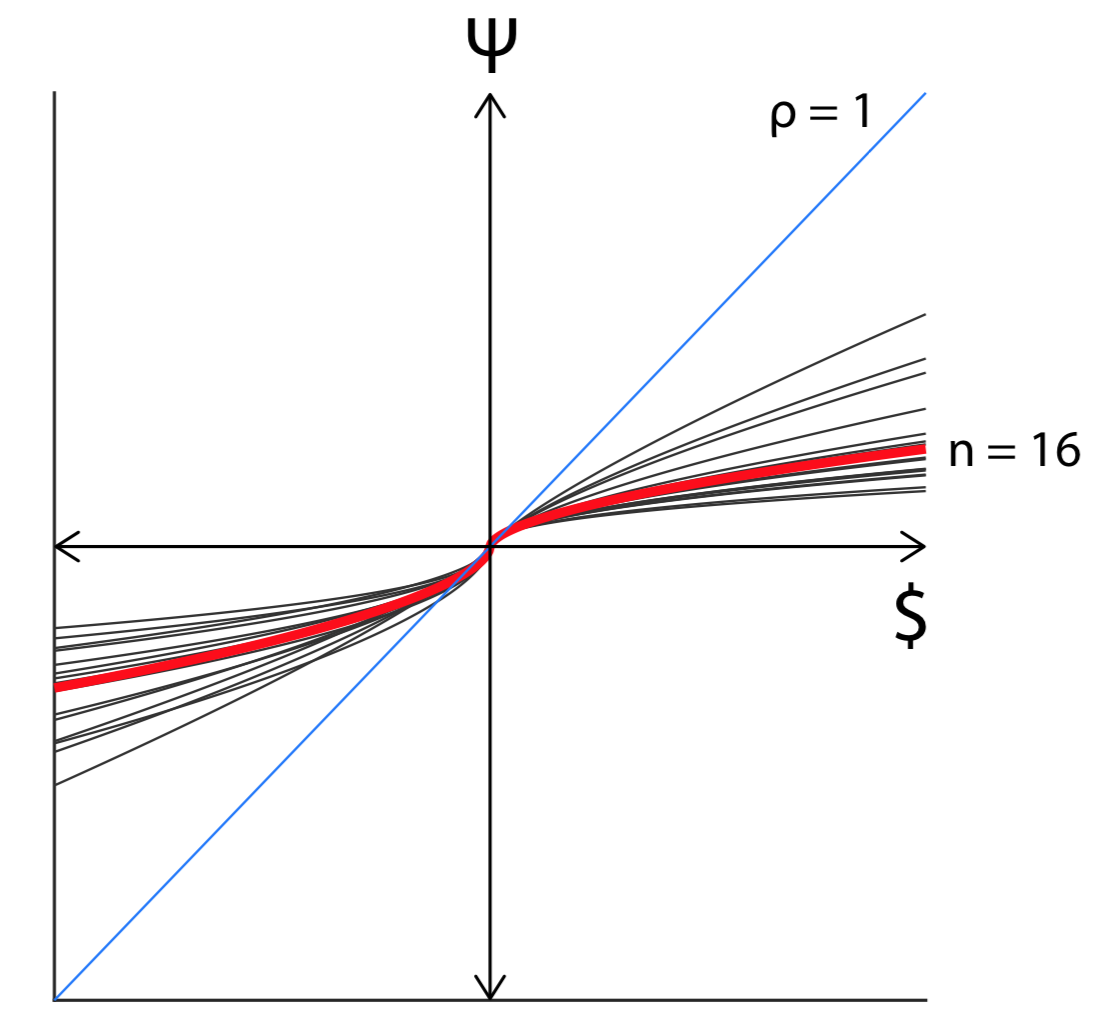 Ψ
ρ = 1
n = 16
$